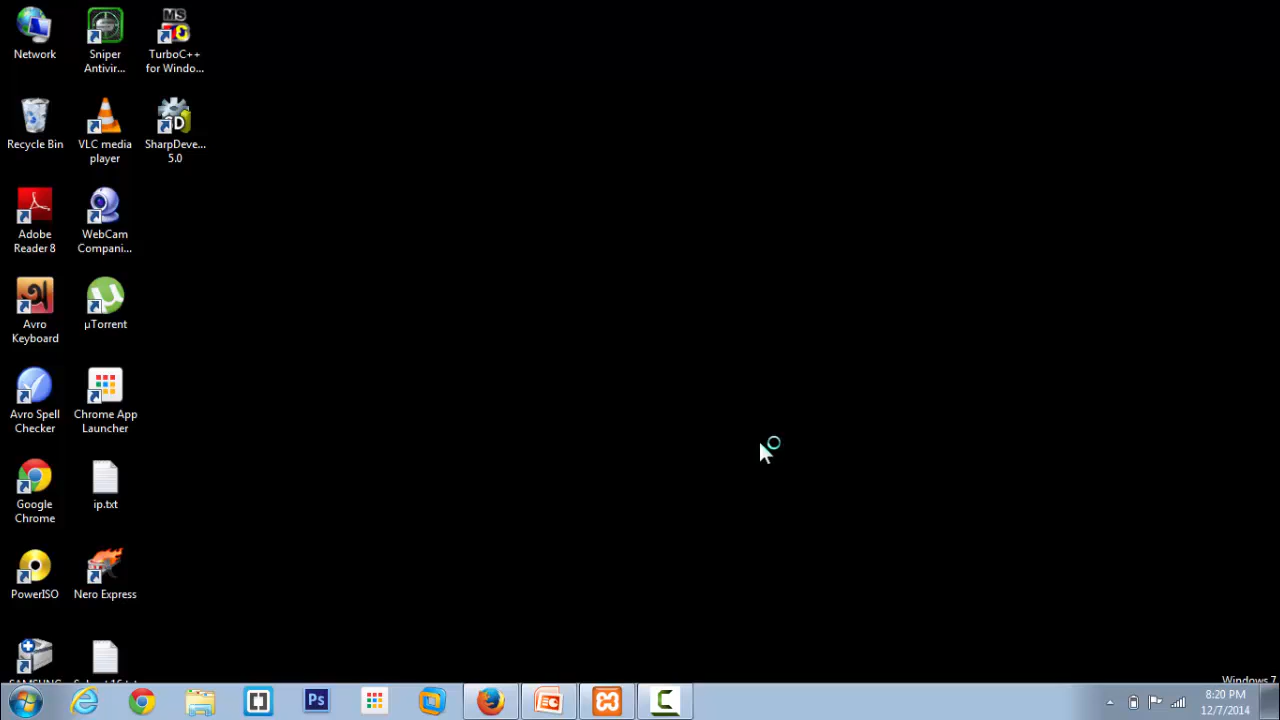 Network
Sniper
Antivir...
MS
TurboC++
for Windo...
Recycle Bin
VLC media
player
SharpDeve...
5.0
Adobe
Reader 8
WebCam
Compani...
Avro
Keyboard
µTorrent
Avro Spell
Checker
Chrome App
Launcher
Google
Chrome
ip.txt
PowerISO
Nero Express
Windows 7
Ps
8:20 PM
12/7/2014